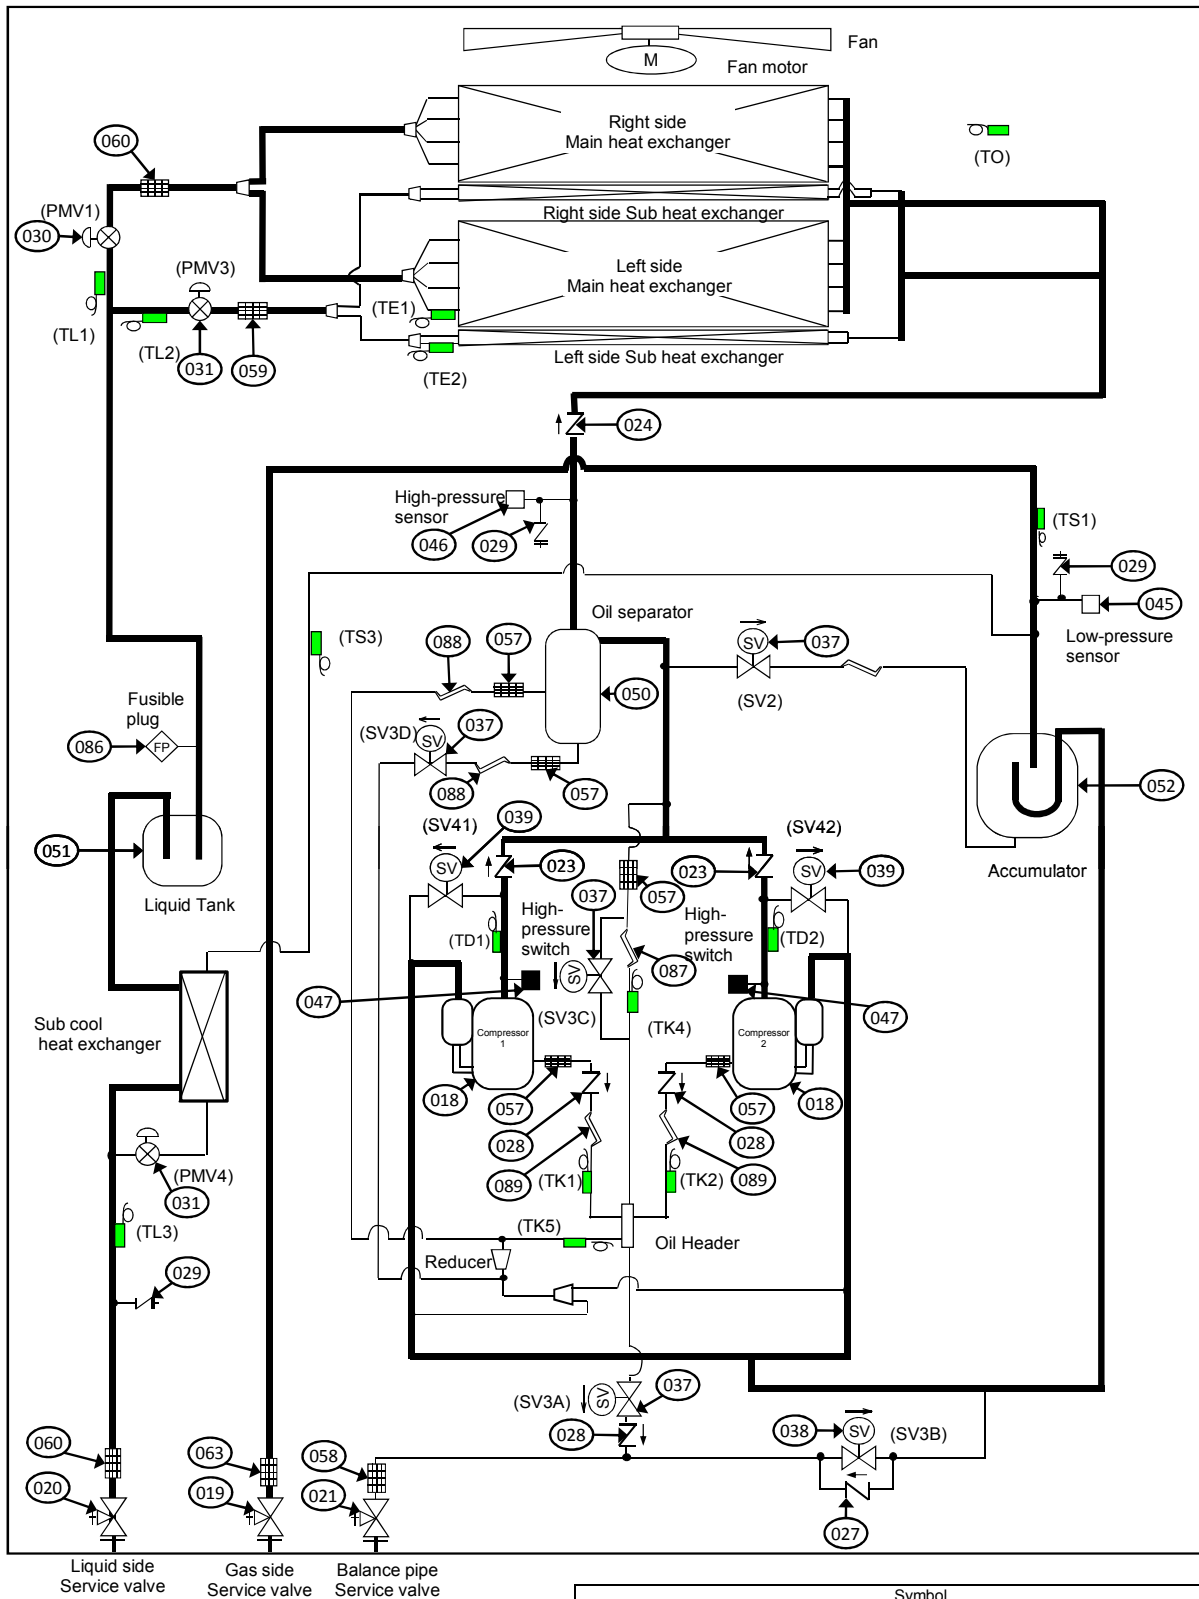 Fan
M
Fan motor
Right side
Main heat exchanger
(TO)
060
Right side Sub heat exchanger
(PMV1)
030
Left side
Main heat exchanger
(PMV3)
(TE1)
(TL1)
(TL2)
031
059
(TE2)
Left side Sub heat exchanger
024
High-pressure
sensor
046
029
(TS1)
029
045
Low-pressure
sensor
Oil separator
(TS3)
088
057
SV
037
050
(SV2)
Fusible
plug
086
FP
(SV3D)
SV
037
088
057
052
051
Liquid Tank
(SV41)
039
SV
023
(SV42)
SV
039
023
057
Accumulator
037
High-
pressure
switch
High-
pressure
switch
(TD1)
(TD2)
087
SV
047
(SV3C)
(TK4)
047
Sub cool
heat exchanger
Compressor
1
Compressor
2
018
057
057
018
028
028
089
089
(PMV4)
031
(TK1)
(TK2)
(TL3)
(TK5)
Oil Header
Reducer
029
(SV3A)
SV
037
028
038
SV
(SV3B)
060
063
058
020
019
021
027
Liquid side
Service valve
Gas side
Service valve
Balance pipe
Service valve
Symbol